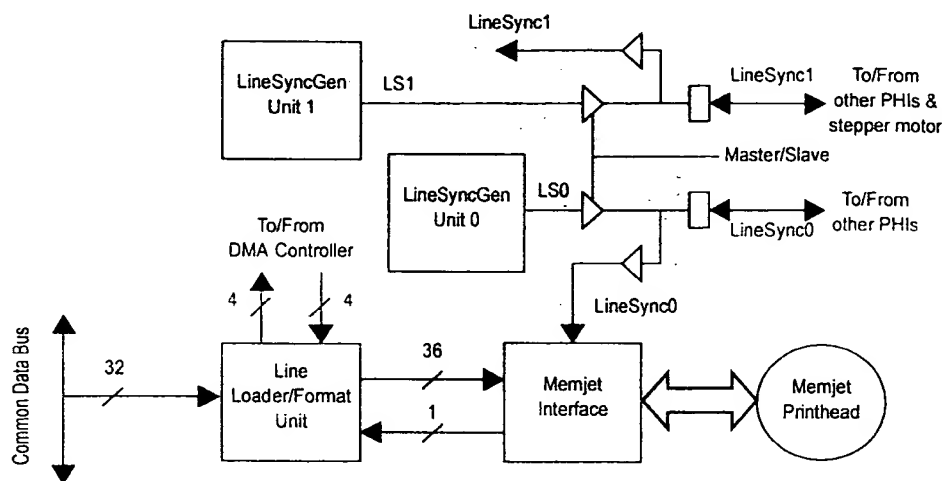 LineSync1
LineSyncGen
Unit 1
LS1
LineSync1
To/From
other PHIs &
stepper motor
Master/Slave
LineSyncGen
Unit 0
LS0
To/From
other PHIs
LineSync0
To/From
DMA Controller
4
4
LineSync0
Common Data Bus
32
Line
Loader/Format
Unit
36
1
Memjet
Interface
Memjet
Printhead